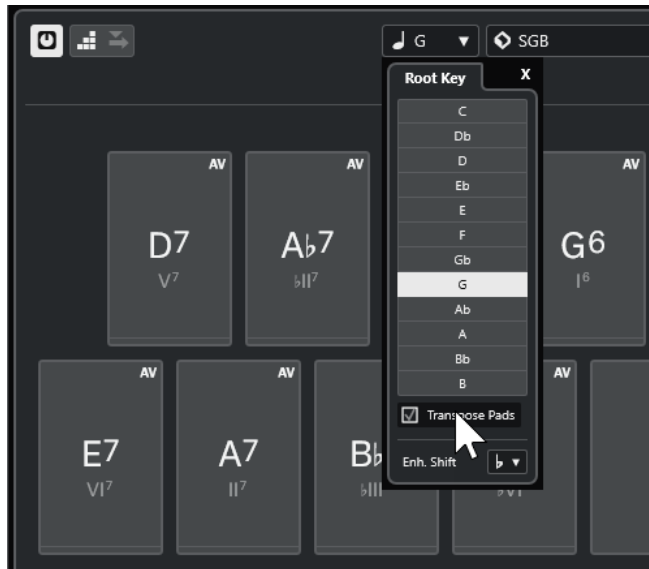 G
SGB
Root Key
X
C
Db
D
Eb
E
F
Gb
G
Ab
A
Bb
B
Transpose Pads
Enh. Shift
♭
AV
D7
V7
AV
A♭7
♭II7
AV
G6
I6
AV
E7
VI7
AV
A7
II7
B♭
♭III
AV
♭VI